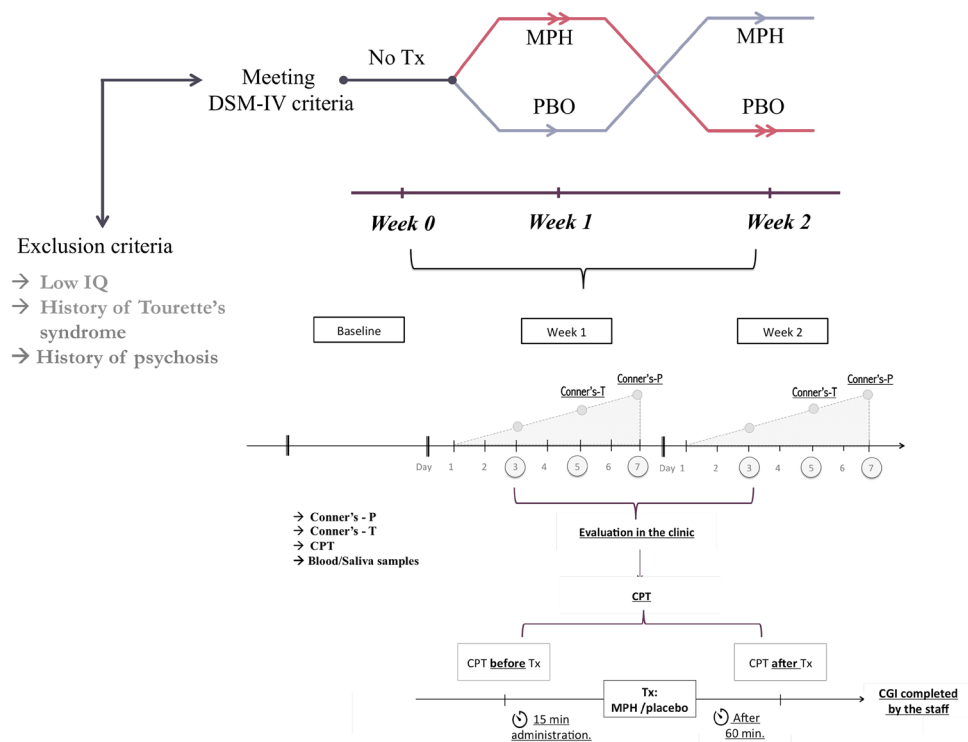 MPH
MPH
No Tx
Meeting
DSM-IV criteria
PBO
PBO
Week 0
Week 1
Week 2
Exclusion criteria
→ Low IQ
→ History of Tourette's
syndrome
→ History of psychosis
Baseline
Week 1
Week 2
Conner's-T
Conner's-P
Conner's-T
Conner's-P
Day 1 2 3 4 5 6 7 Day 1 2 3 4 5 6 7
→ Conner's - P
→ Conner's - T
→ CPT
→ Blood/Saliva samples
Evaluation in the clinic
CPT
CPT before Tx
CPT after Tx
Tx:
MPH /placebo
15 min
administration.
After
60 min.
CGI completed
by the staff